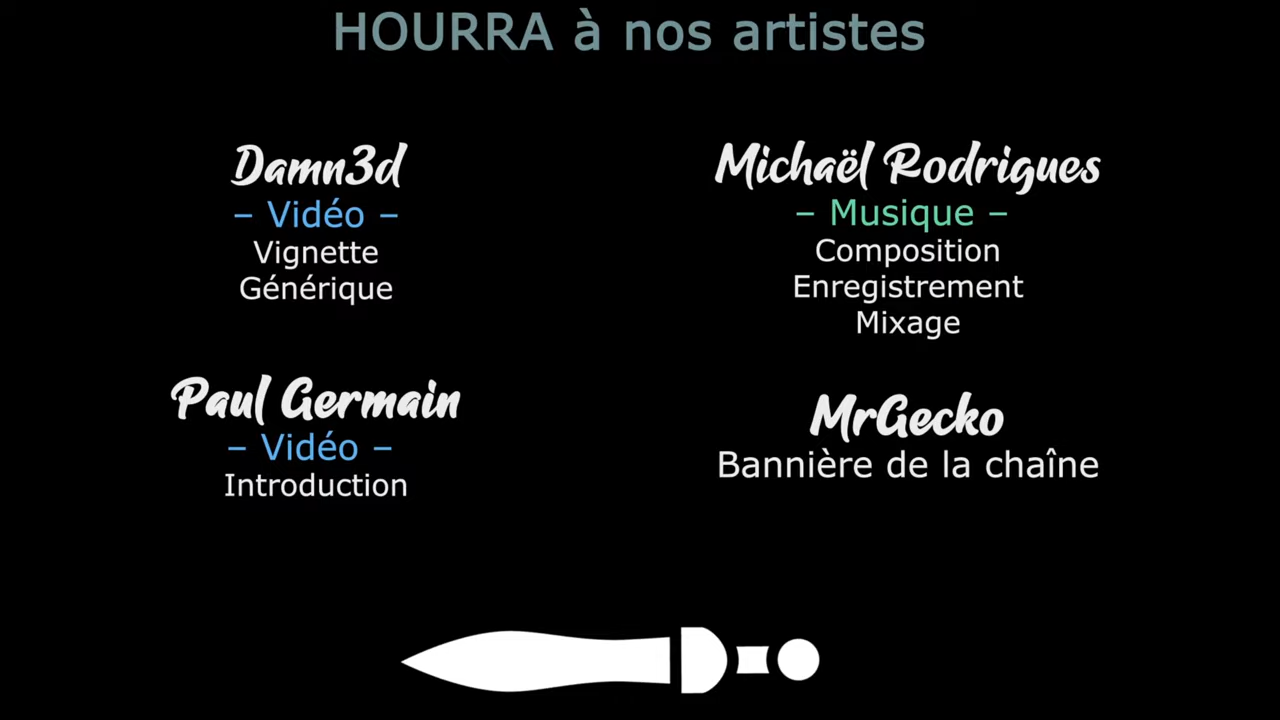 HOURRA à nos artistes
Damn3d
– Vidéo –
Vignette
Générique
Michaël Rodrigues
– Musique –
Composition
Enregistrement
Mixage
Paul Germain
– Vidéo –
Introduction
MrGecko
Bannière de la chaîne